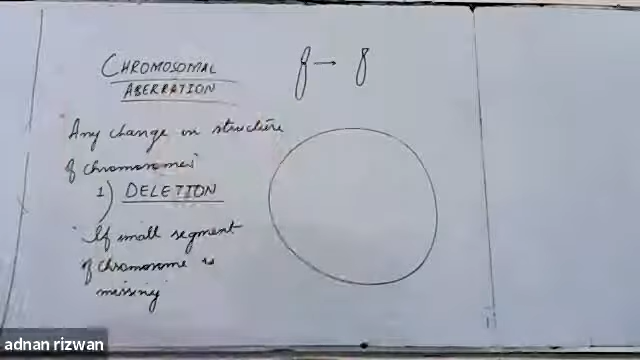 CHROMOSOMAL
ABERRATION
"Any change in structure
of chromosomes"
1) DELETION
"If small segment
of chromosome is
missing"
adnan rizwan